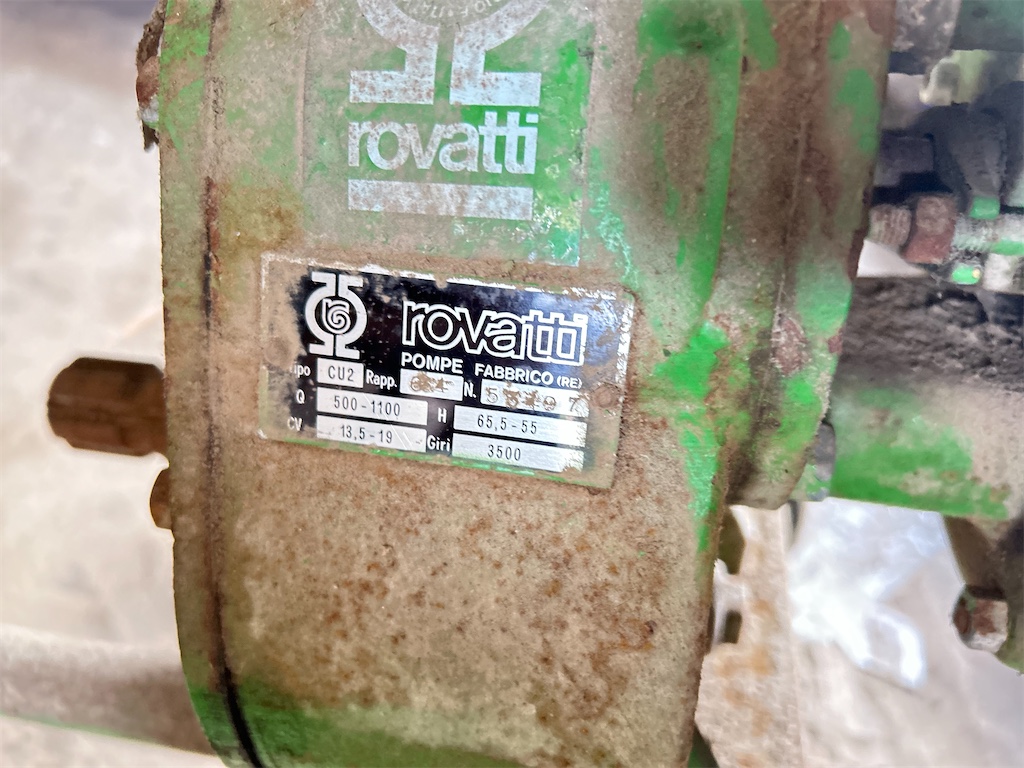 rovatti
rovatti
POMPE FABBRICO (RE)
CU2 Rapp. N.
Q 500-1100 H 65,5-55
CV 13,5-19 Giri 3500